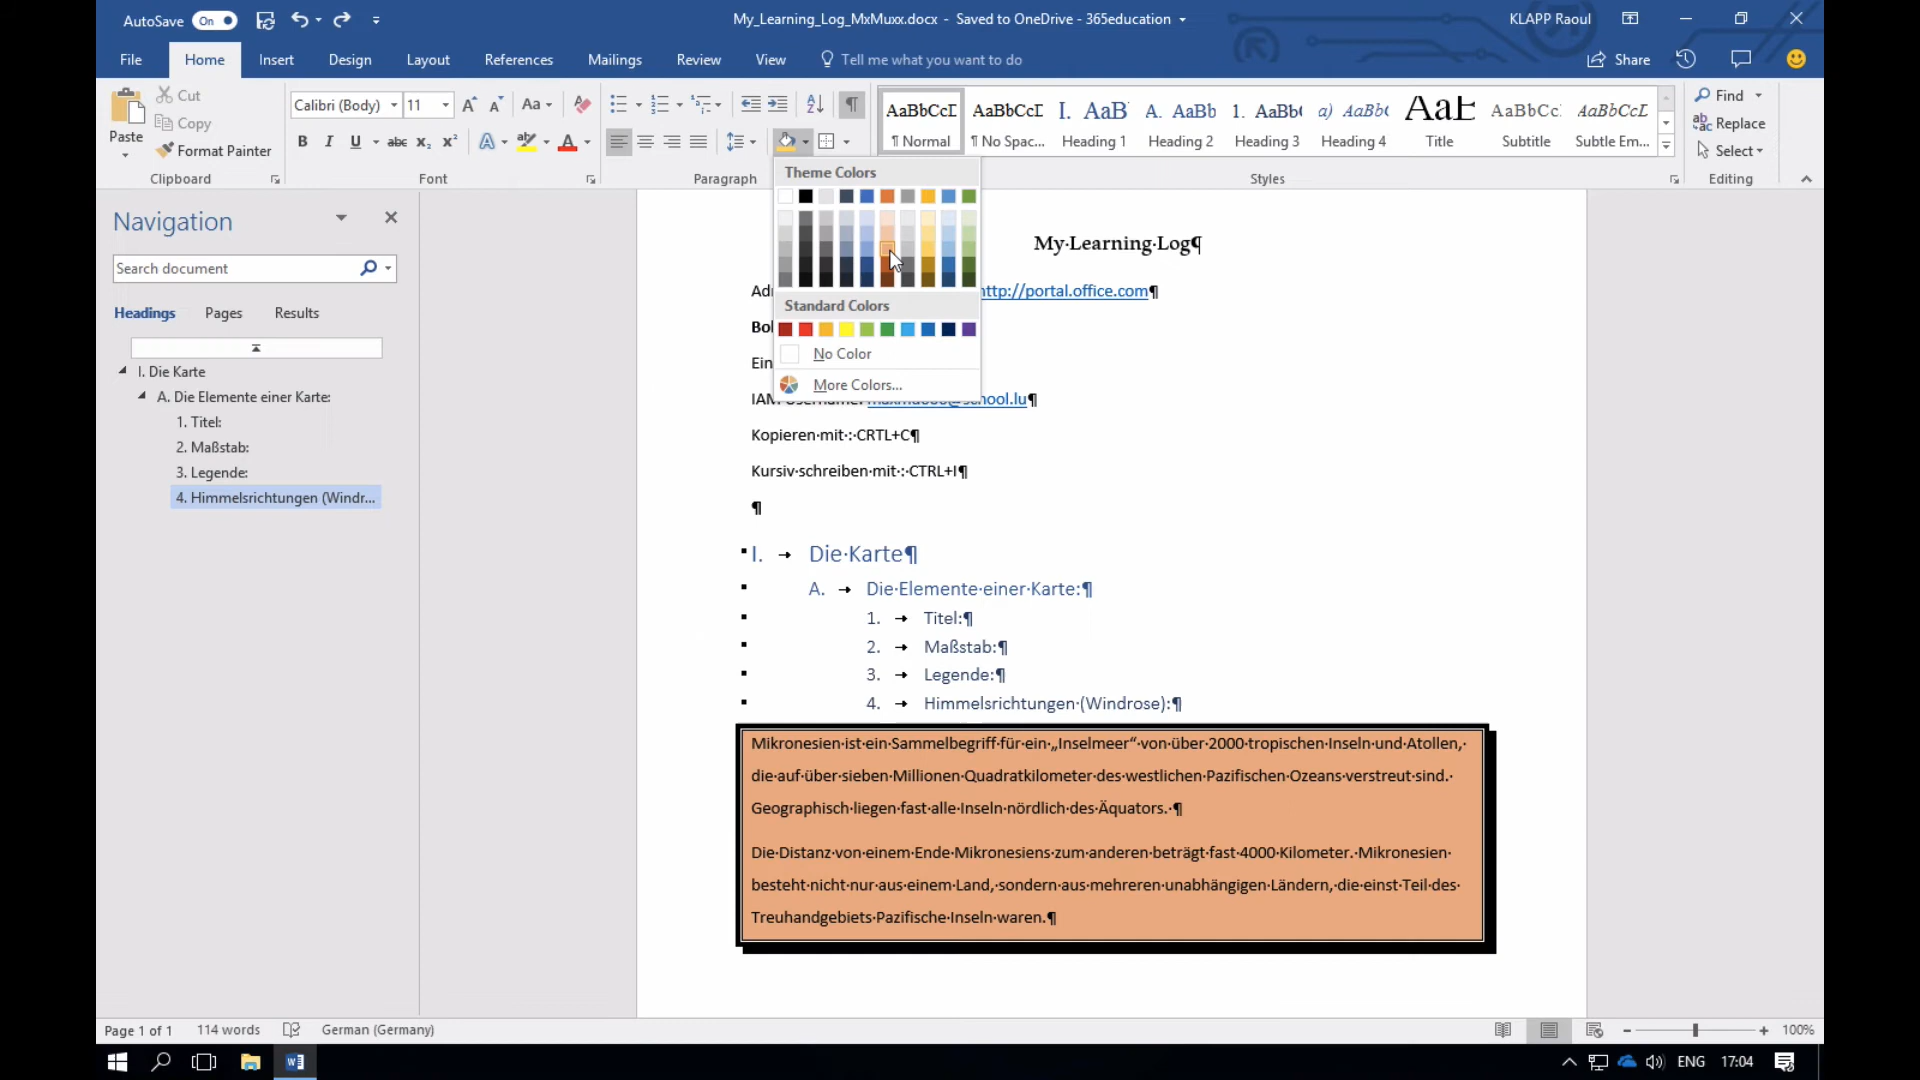 AutoSave On
My_Learning_Log_MxMuxx.docx - Saved to OneDrive - 365education
KLAPP Raoul
File Home Insert Design Layout References Mailings Review View Tell me what you want to do Share
Paste
Cut
Copy
Format Painter
Clipboard
Calibri (Body) 11
Font
Paragraph
AaBbCcD AaBbCcD I. AaB A. AaBb 1. AaBb a) AaBb AaB AaBbCc AaBbCc
¶ Normal ¶ No Spac... Heading 1 Heading 2 Heading 3 Heading 4 Title Subtitle Subtle Em...
Styles
Find
Replace
Select
Editing
Theme Colors
Standard Colors
No Color
More Colors...
Navigation
Search document
Headings Pages Results
I. Die Karte
A. Die Elemente einer Karte:
1. Titel:
2. Maßstab:
3. Legende:
4. Himmelsrichtungen (Windr...
My·Learning·Log¶
http://portal.office.com¶
Kopieren·mit·:·CRTL+C¶
Kursiv·schreiben·mit·:·CTRL+I¶
¶
I. → Die·Karte¶
A. → Die·Elemente·einer·Karte:¶
1. → Titel:¶
2. → Maßstab:¶
3. → Legende:¶
4. → Himmelsrichtungen·(Windrose):¶
Mikronesien·ist·ein·Sammelbegriff·für·ein·„Inselmeer“·von·über·2000·tropischen·Inseln·und·Atollen,·
die·auf·über·sieben·Millionen·Quadratkilometer·des·westlichen·Pazifischen·Ozeans·verstreut·sind.·
Geographisch·liegen·fast·alle·Inseln·nördlich·des·Äquators.·¶
Die·Distanz·von·einem·Ende·Mikronesiens·zum·anderen·beträgt·fast·4000·Kilometer.·Mikronesien·
besteht·nicht·nur·aus·einem·Land,·sondern·aus·mehreren·unabhängigen·Ländern,·die·einst·Teil·des·
Treuhandgebiets·Pazifische·Inseln·waren.¶
Page 1 of 1 114 words German (Germany) 100%
ENG 17:04